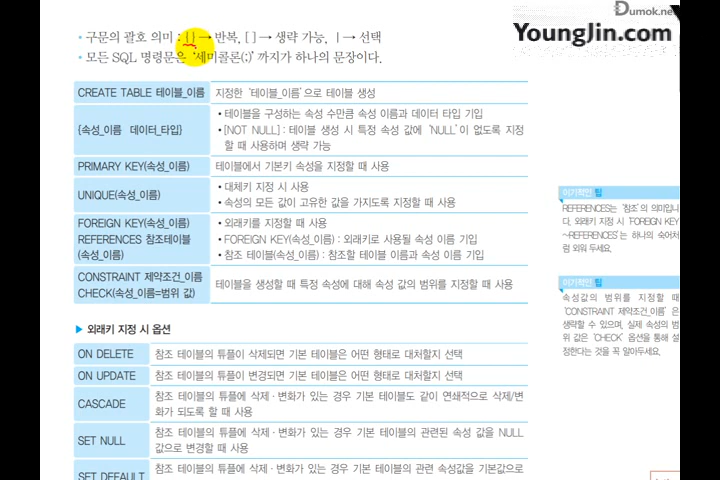 Dumok.ne
YoungJin.com
• 구문의 괄호 의미 : { } → 반복, [ ] → 생략 가능, | → 선택
• 모든 SQL 명령문은 '세미콜론(;)' 까지가 하나의 문장이다.
CREATE TABLE 테이블_이름 지정한 '테이블_이름'으로 테이블 생성
{속성_이름 데이터_타입}
• 테이블을 구성하는 속성 수만큼 속성 이름과 데이터 타입 기입
• [NOT NULL] : 테이블 생성 시 특정 속성 값에 'NULL'이 없도록 지정
할 때 사용하며 생략 가능
PRIMARY KEY(속성_이름) 테이블에서 기본키 속성을 지정할 때 사용
UNIQUE(속성_이름)
• 대체키 지정 시 사용
• 속성의 모든 값이 고유한 값을 가지도록 지정할 때 사용
FOREIGN KEY(속성_이름)
REFERENCES 참조테이블
(속성_이름)
• 외래키를 지정할 때 사용
• FOREIGN KEY(속성_이름) : 외래키로 사용될 속성 이름 기입
• 참조 테이블(속성_이름) : 참조할 테이블 이름과 속성 이름 기입
CONSTRAINT 제약조건_이름
CHECK(속성_이름=범위 값)
테이블을 생성할 때 특정 속성에 대해 속성 값의 범위를 지정할 때 사용
▶ 외래키 지정 시 옵션
ON DELETE 참조 테이블의 튜플이 삭제되면 기본 테이블은 어떤 형태로 대처할지 선택
ON UPDATE 참조 테이블의 튜플이 변경되면 기본 테이블은 어떤 형태로 대처할지 선택
CASCADE
참조 테이블의 튜플에 삭제·변화가 있는 경우 기본 테이블도 같이 연쇄적으로 삭제/변
화가 되도록 할 때 사용
SET NULL
참조 테이블의 튜플에 삭제·변화가 있는 경우 기본 테이블의 관련된 속성 값을 NULL
값으로 변경할 때 사용
SET DEFAULT
참조 테이블의 튜플에 삭제·변화가 있는 경우 기본 테이블의 관련 속성값을 기본값으로
이기적인 팁
REFERENCES는 '참조'의 의미입니
다. 외래키 지정 시 'FOREIGN KEY
~REFERENCES'는 하나의 숙어처
럼 외워 두세요.
이기적인 팁
속성값의 범위를 지정할 때
'CONSTRAINT 제약조건_이름'은
생략할 수 있으며, 실제 속성의 범
위 값은 'CHECK' 옵션을 통해 설
정한다는 것을 꼭 알아두세요.